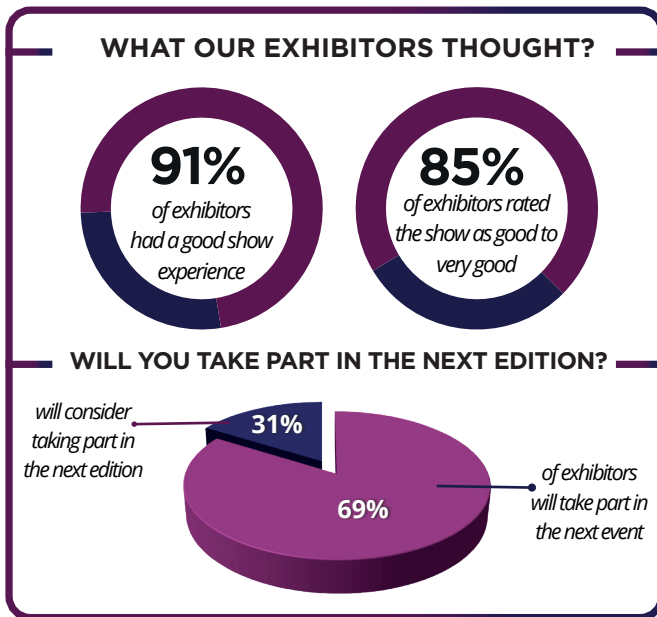 WHAT OUR EXHIBITORS THOUGHT?
91%
of exhibitors
had a good show
experience
85%
of exhibitors rated
the show as good to
very good
WILL YOU TAKE PART IN THE NEXT EDITION?
will consider
taking part in
the next edition
31%
69%
of exhibitors
will take part in
the next event